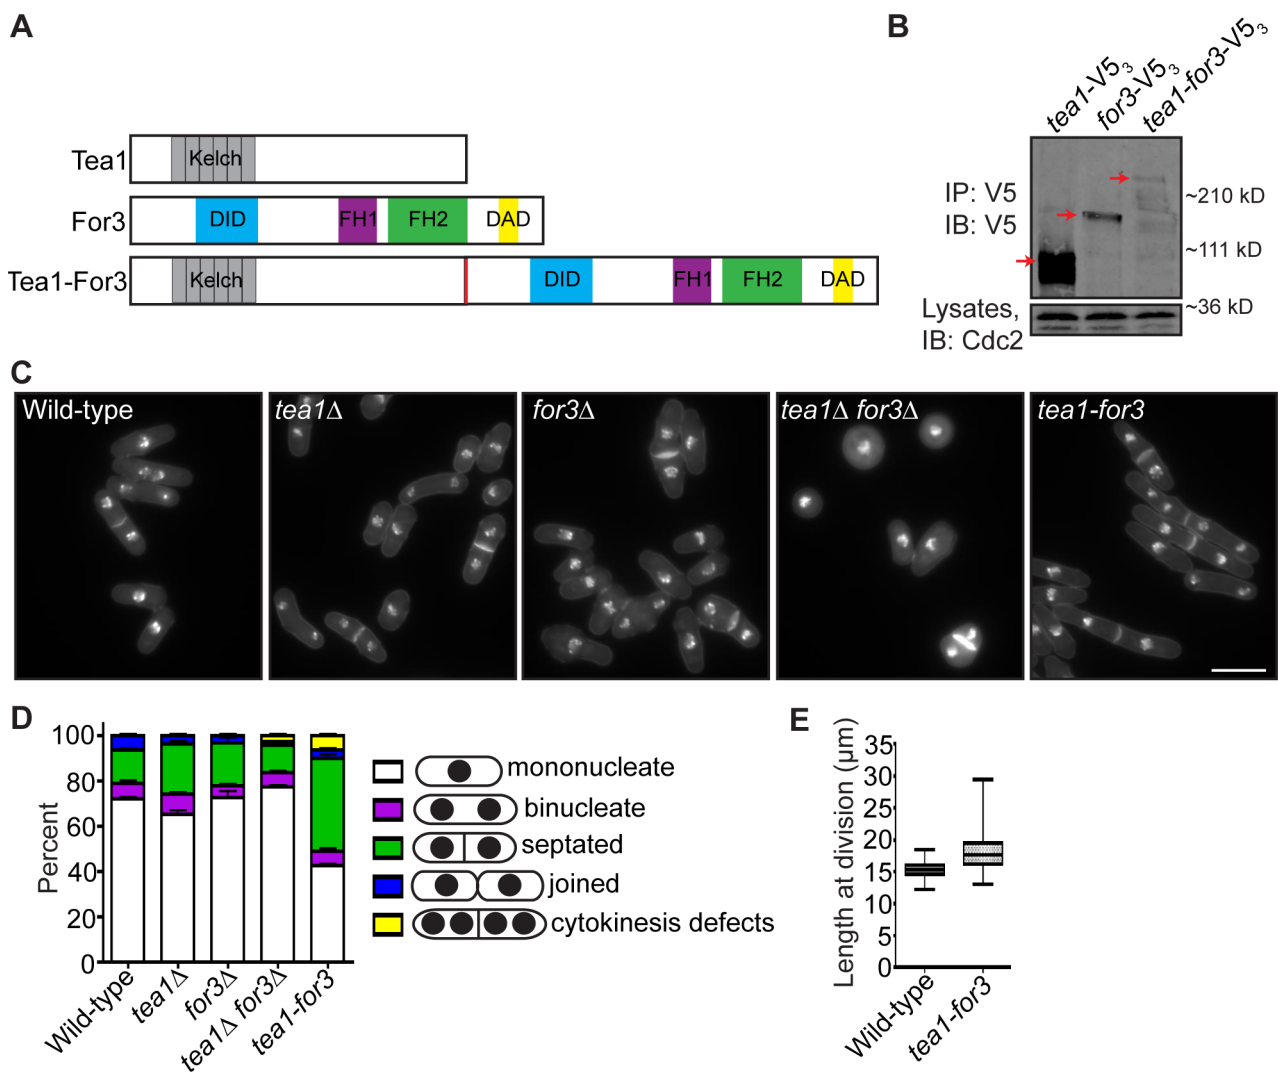 A
Tea1
Kelch
For3
DID
FH1
FH2
DAD
Tea1-For3
Kelch
DID
FH1
FH2
DAD
B
tea1-V5₃
for3-V5₃
tea1-for3-V5₃
IP: V5
IB: V5
~210 kD
~111 kD
~36 kD
Lysates,
IB: Cdc2
C
Wild-type
tea1Δ
for3Δ
tea1Δ for3Δ
tea1-for3
D
Percent
100
80
60
40
20
0
Wild-type
tea1Δ
for3Δ
tea1Δ for3Δ
tea1-for3
mononucleate
binucleate
septated
joined
cytokinesis defects
E
Length at division (µm)
35
30
25
20
15
10
5
0
Wild-type
tea1-for3